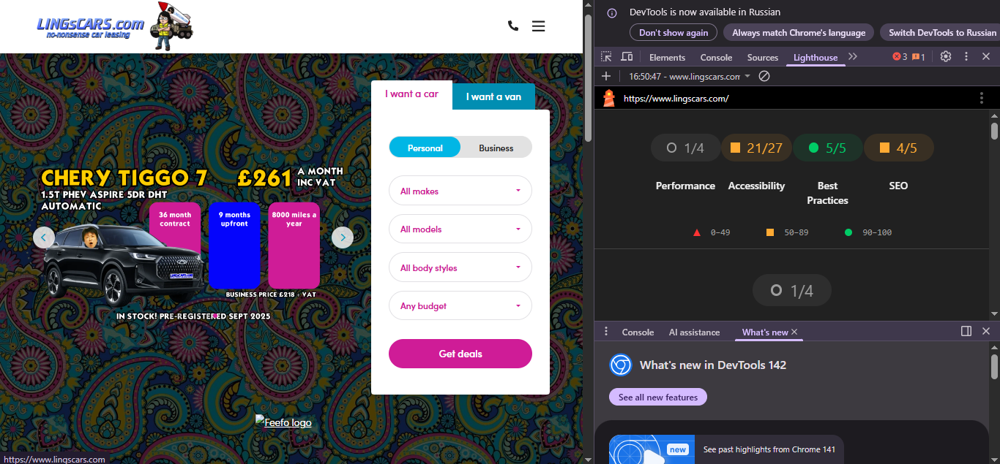 LINGsCARS.com
no-nonsense car leasing
I want a car
I want a van
Personal
Business
CHERY TIGGO 7
£261 A MONTH
INC VAT
1.5T PHEV ASPIRE 5DR DHT
AUTOMATIC
36 month
contract
9 months
upfront
8000 miles a
year
LINGsCARS.com
BUSINESS PRICE £218 + VAT
IN STOCK! PRE-REGISTERED SEPT 2025
All makes
All models
All body styles
Any budget
Get deals
Feefo logo
https://www.lingscars.com
DevTools is now available in Russian
Don't show again
Always match Chrome's language
Switch DevTools to Russian
Elements
Console
Sources
Lighthouse
3
1
16:50:47 - www.lingscars.com
https://www.lingscars.com/
1/4
21/27
5/5
4/5
Performance
Accessibility
Best
Practices
SEO
0–49
50–89
90–100
1/4
Console
AI assistance
What's new
What's new in DevTools 142
See all new features
new
See past highlights from Chrome 141